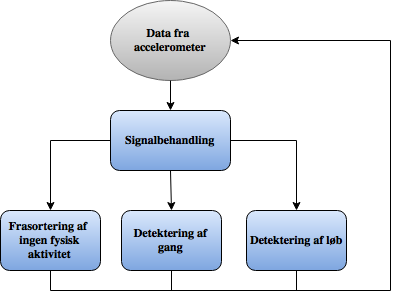 Data fra
accelerometer
Signalbehandling
Frasortering af
ingen fysisk
aktivitet
Detektering af
gang
Detektering af løb